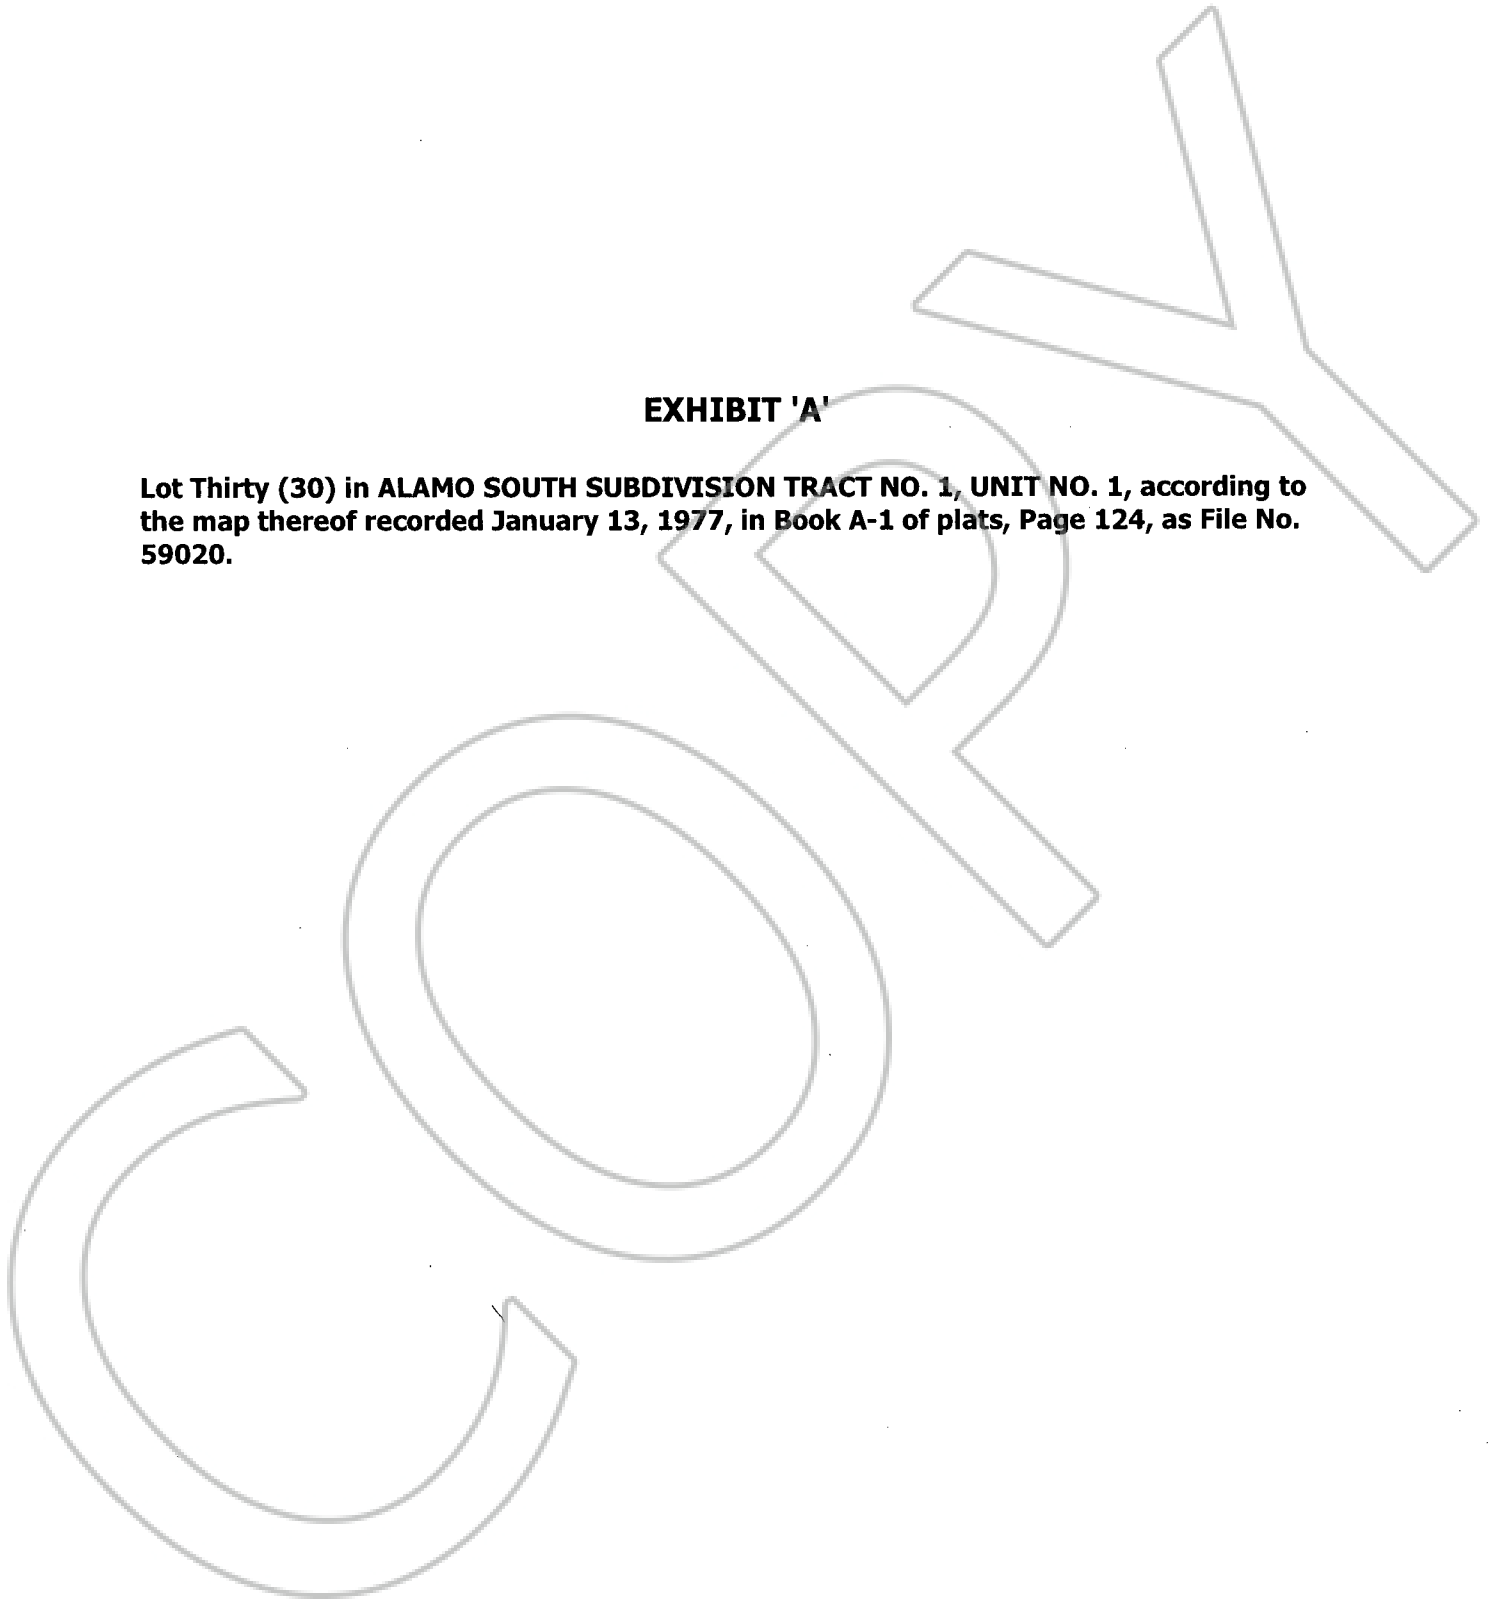 EXHIBIT 'A'
Lot Thirty (30) in ALAMO SOUTH SUBDIVISION TRACT NO. 1, UNIT NO. 1, according to
the map thereof recorded January 13, 1977, in Book A-1 of plats, Page 124, as File No.
59020.
COPY